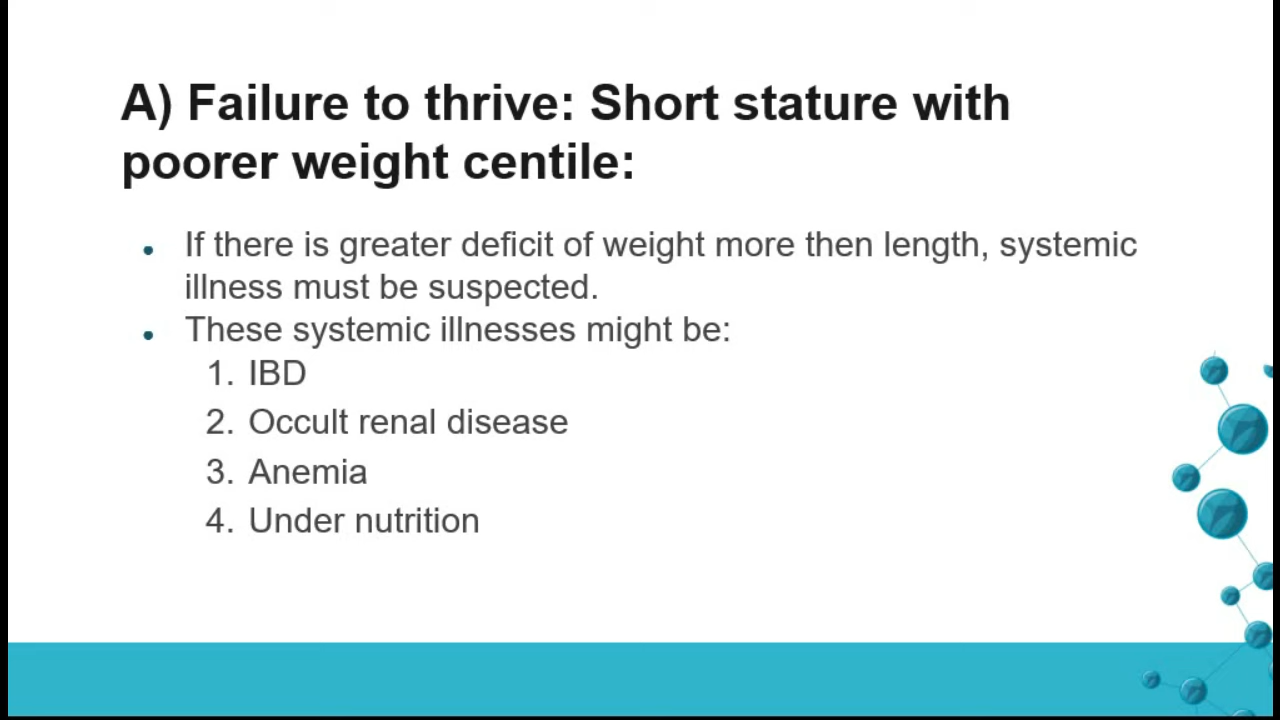 A) Failure to thrive: Short stature with
poorer weight centile:
If there is greater deficit of weight more then length, systemic
illness must be suspected.
These systemic illnesses might be:
1. IBD
2. Occult renal disease
3. Anemia
4. Under nutrition